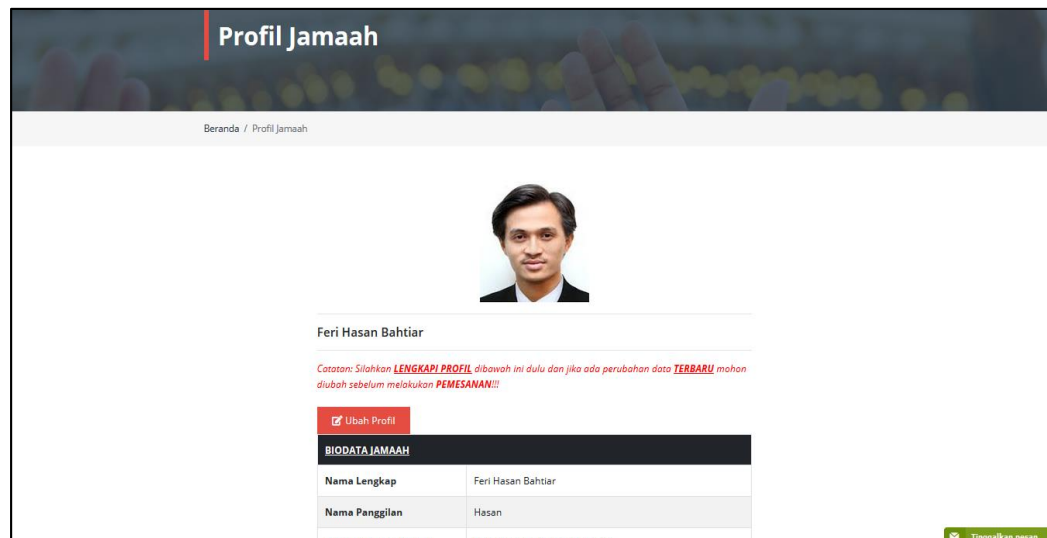 Profil Jamaah
Beranda / Profil Jamaah
Feri Hasan Bahtiar
Catatan: Silahkan LENGKAPI PROFIL dibawah ini dulu dan jika ada perubahan data TERBARU mohon
diubah sebelum melakukan PEMESANAN!!!
Ubah Profil
BIODATA JAMAAH
Nama Lengkap Feri Hasan Bahtiar
Nama Panggilan Hasan
Tinggalkan pesan